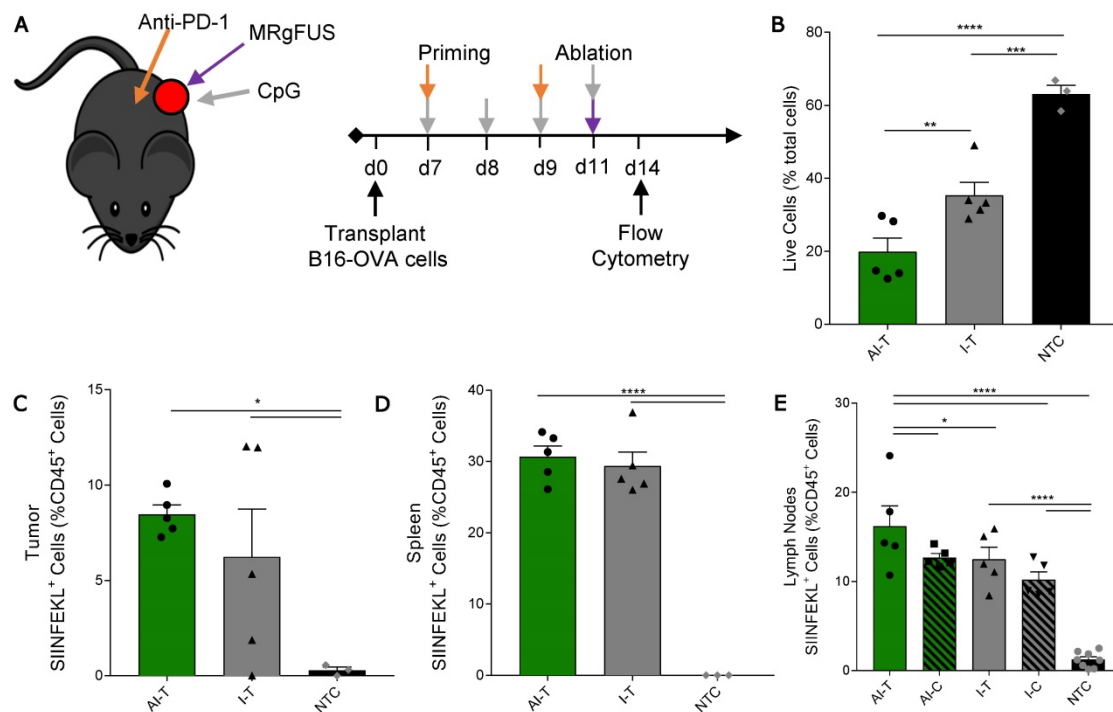 A
Anti-PD-1
MRgFUS
CpG
Priming
Ablation
d0
d7
d8
d9
d11
d14
Transplant
B16-OVA cells
Flow
Cytometry
B
Live Cells (% total cells)
80
60
40
20
0
****
***
**
AI-T
I-T
NTC
C
Tumor
SIINFEKL⁺ Cells (%CD45⁺ Cells)
15
10
5
0
*
AI-T
I-T
NTC
D
Spleen
SIINFEKL⁺ Cells (%CD45⁺ Cells)
40
30
20
10
0
****
AI-T
I-T
NTC
E
Lymph Nodes
SIINFEKL⁺ Cells (%CD45⁺ Cells)
30
20
10
0
****
*
****
AI-T
AI-C
I-T
I-C
NTC